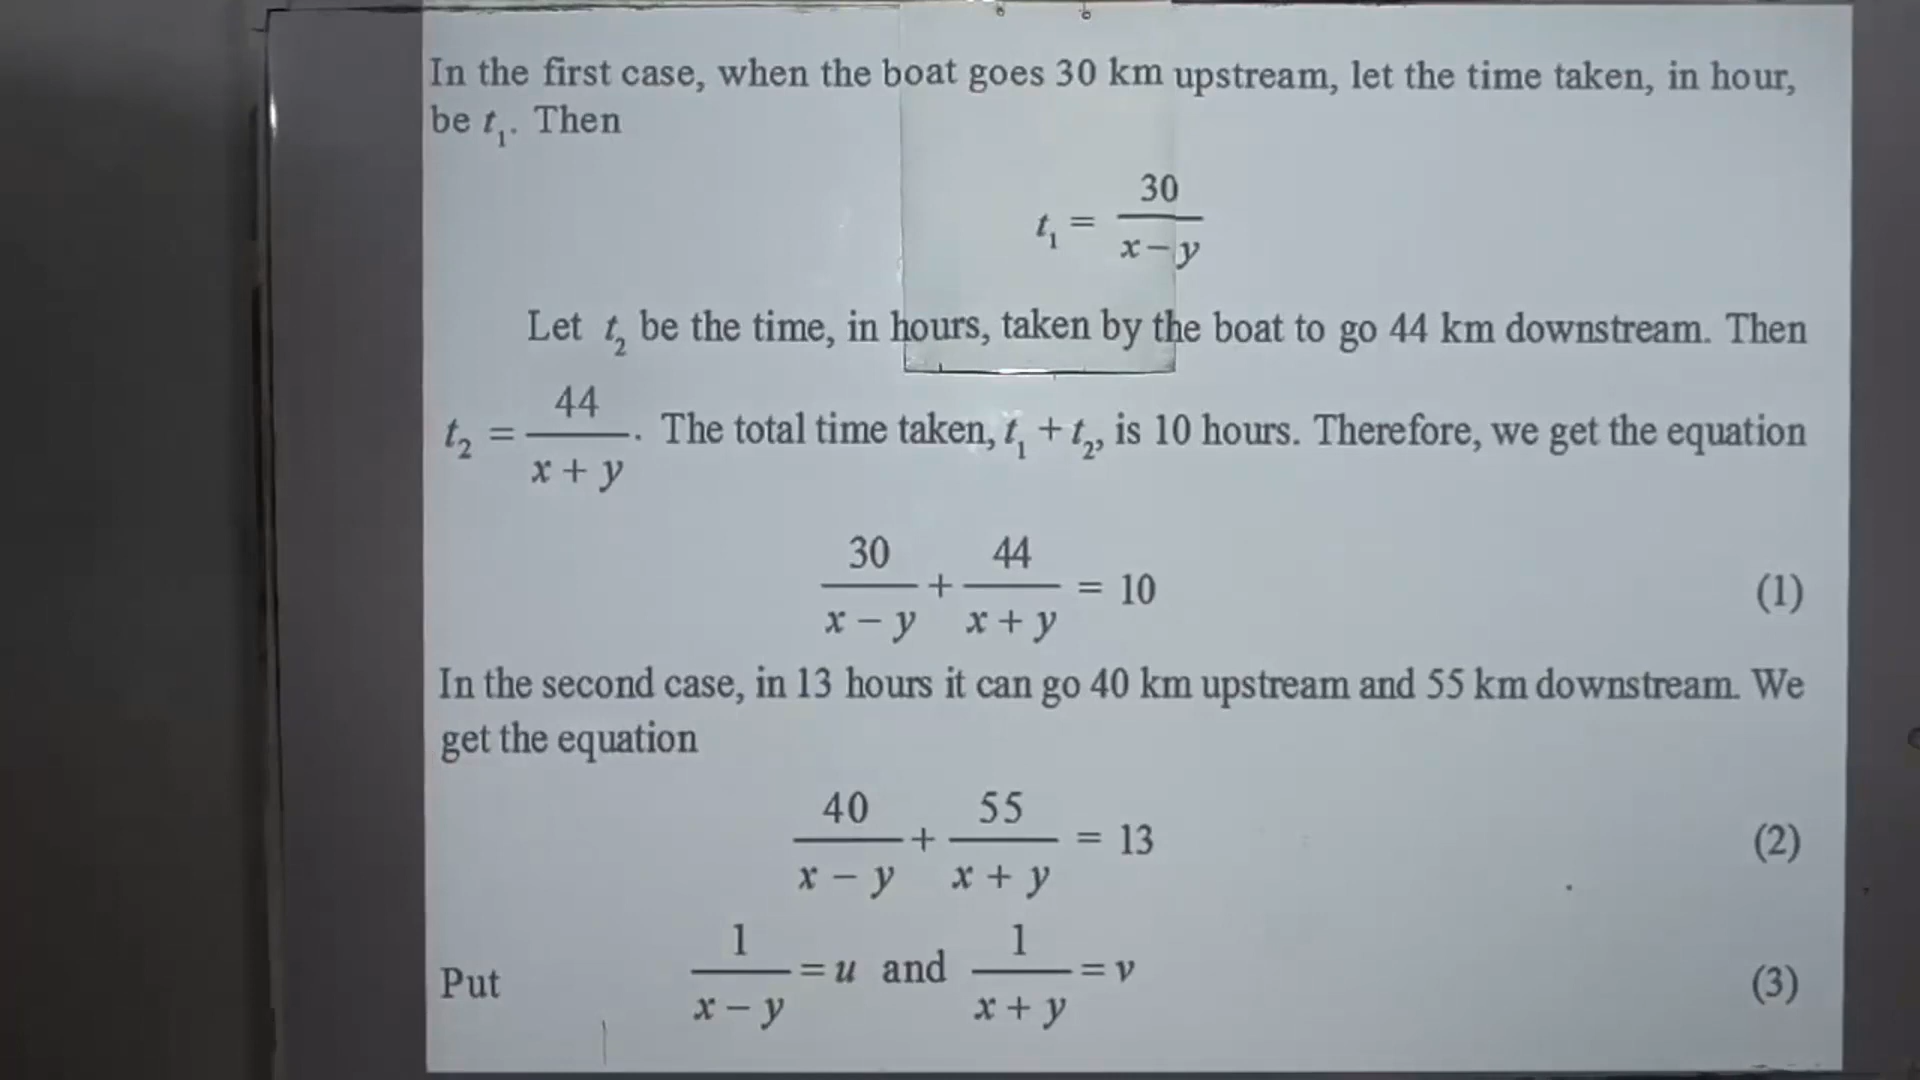 In the first case, when the boat goes 30 km upstream, let the time taken, in hour,
be t₁. Then
t₁ = 30/(x − y)
Let t₂ be the time, in hours, taken by the boat to go 44 km downstream. Then
t₂ = 44/(x + y). The total time taken, t₁ + t₂, is 10 hours. Therefore, we get the equation
30/(x − y) + 44/(x + y) = 10 (1)
In the second case, in 13 hours it can go 40 km upstream and 55 km downstream. We
get the equation
40/(x − y) + 55/(x + y) = 13 (2)
Put 1/(x − y) = u and 1/(x + y) = v (3)